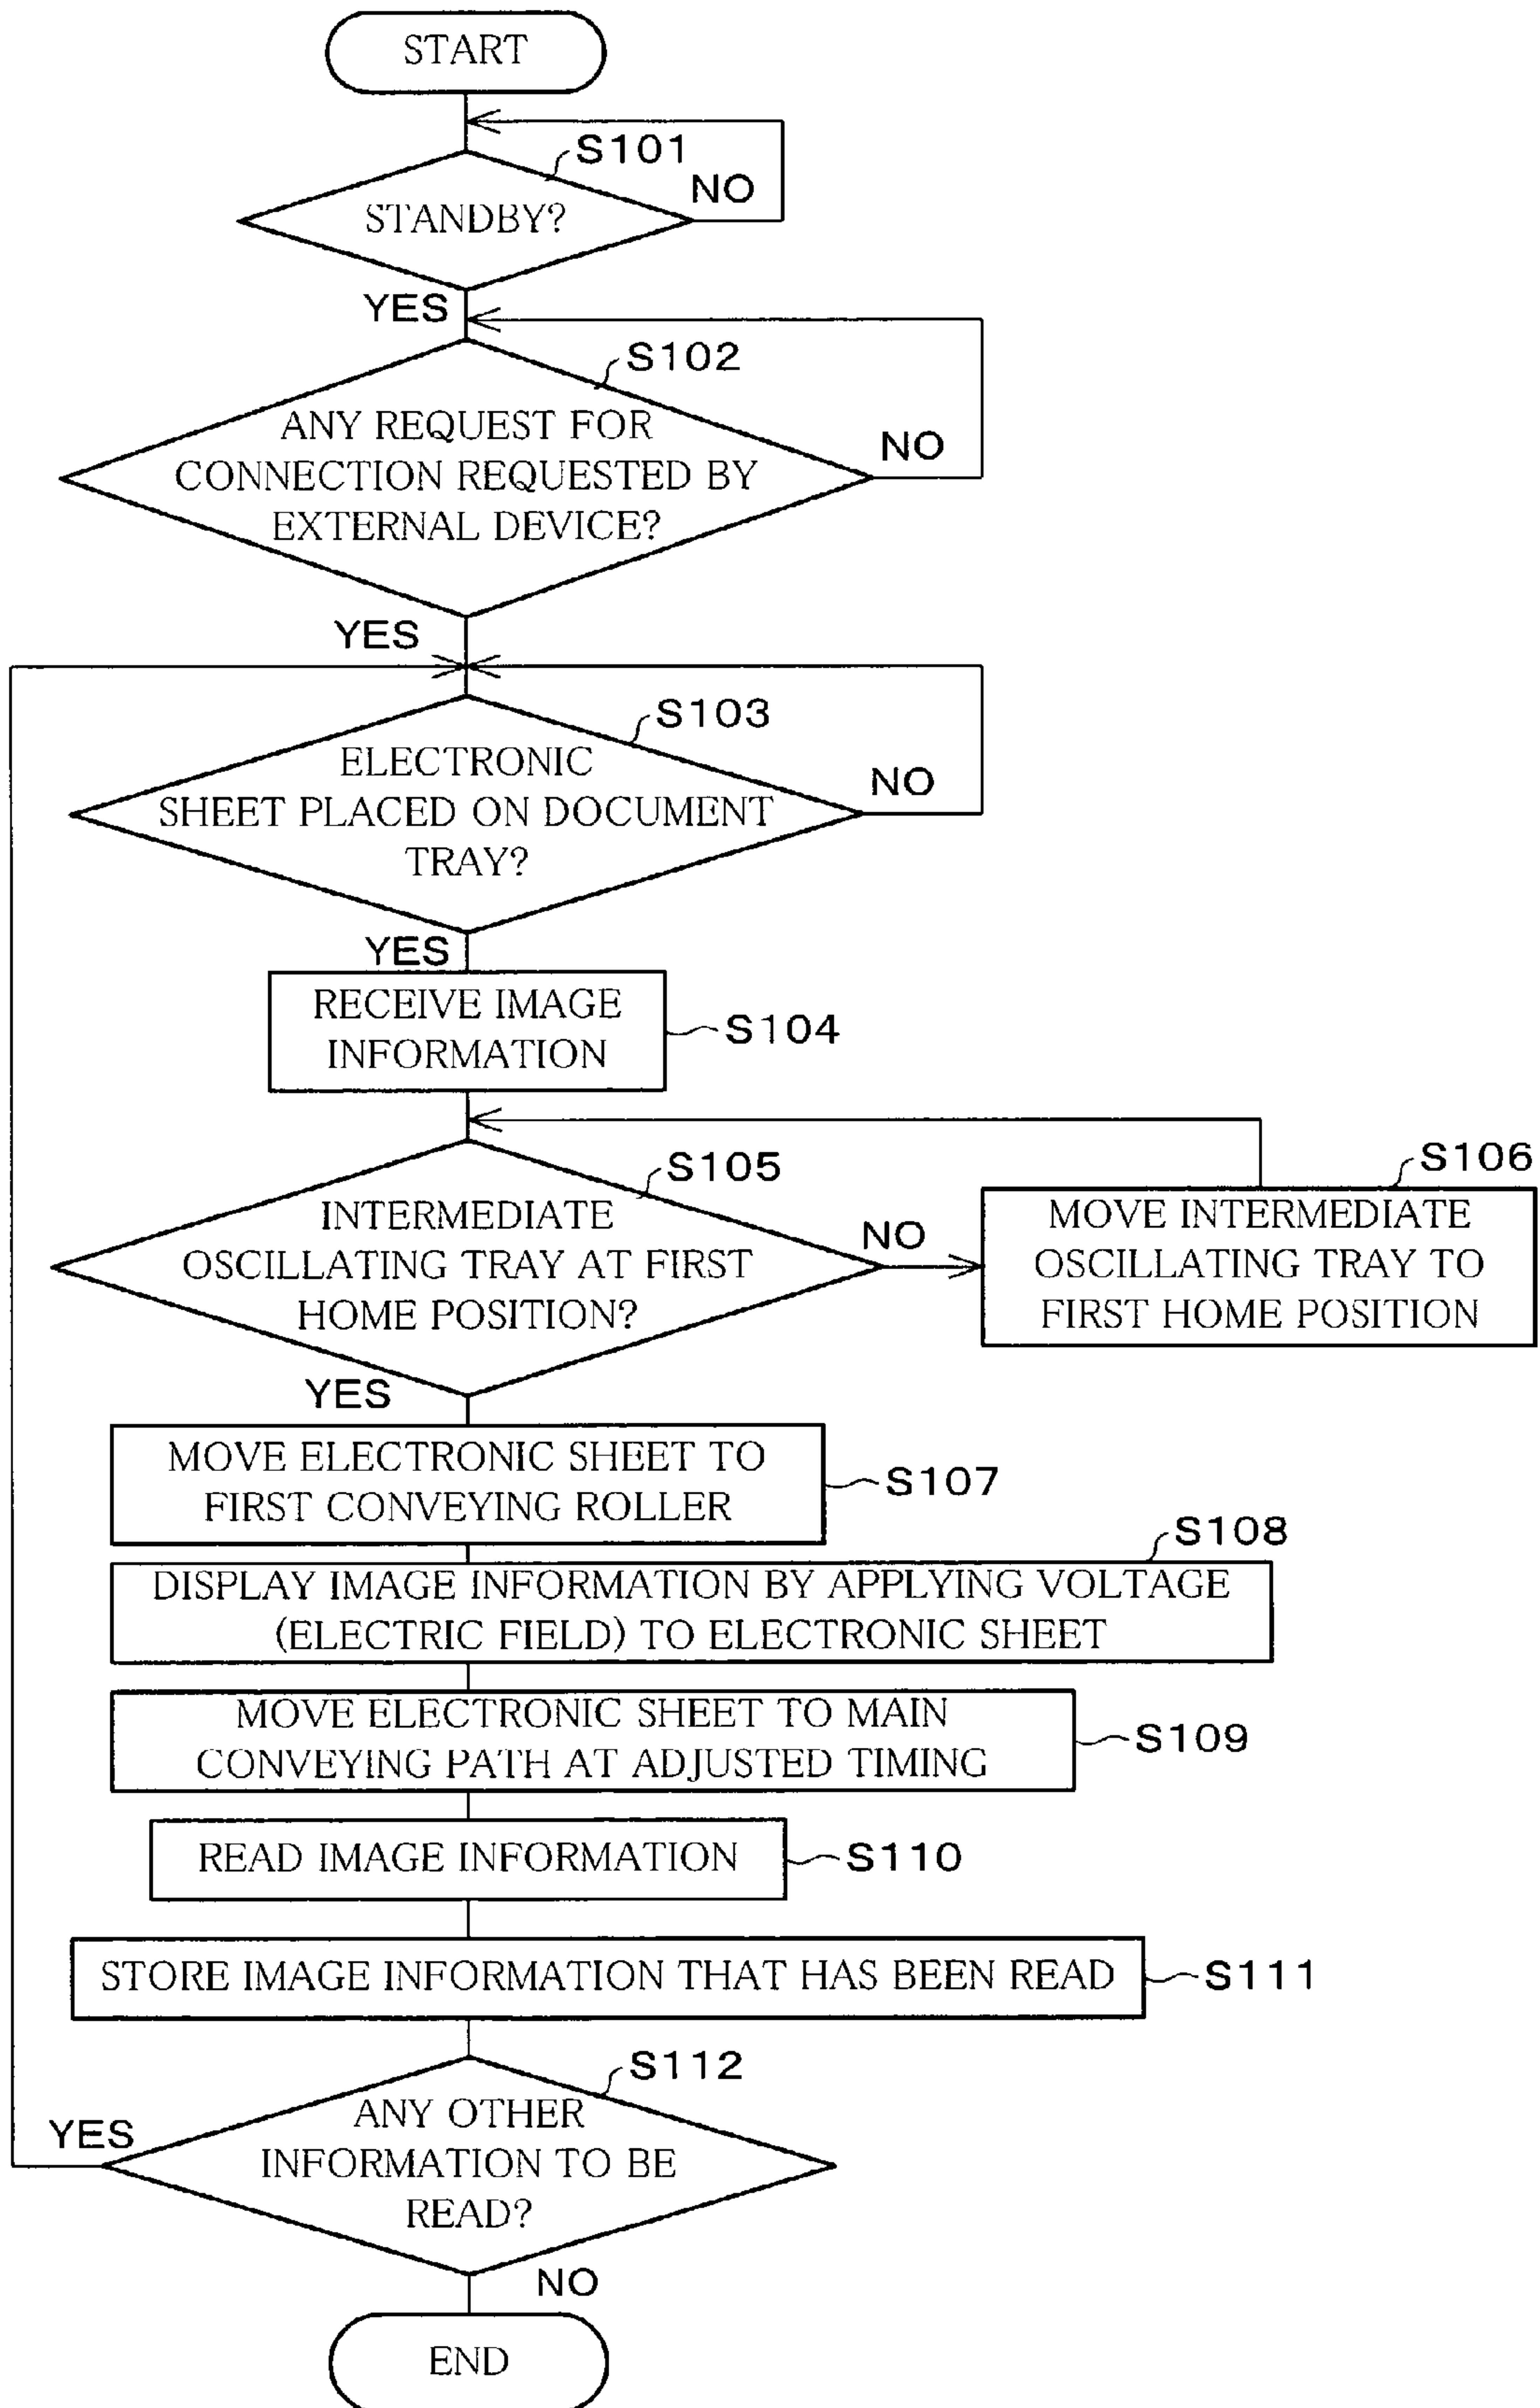 START
S101
NO
STANDBY?
YES
S102
ANY REQUEST FOR
CONNECTION REQUESTED BY
EXTERNAL DEVICE?
NO
YES
S103
ELECTRONIC
SHEET PLACED ON DOCUMENT
TRAY?
NO
YES
RECEIVE IMAGE
INFORMATION
S104
S105
INTERMEDIATE
OSCILLATING TRAY AT FIRST
HOME POSITION?
NO
S106
MOVE INTERMEDIATE
OSCILLATING TRAY TO
FIRST HOME POSITION
YES
MOVE ELECTRONIC SHEET TO
FIRST CONVEYING ROLLER
S107
S108
DISPLAY IMAGE INFORMATION BY APPLYING VOLTAGE
(ELECTRIC FIELD) TO ELECTRONIC SHEET
MOVE ELECTRONIC SHEET TO MAIN
CONVEYING PATH AT ADJUSTED TIMING
S109
READ IMAGE INFORMATION
S110
STORE IMAGE INFORMATION THAT HAS BEEN READ
S111
S112
YES
ANY OTHER
INFORMATION TO BE
READ?
NO
END